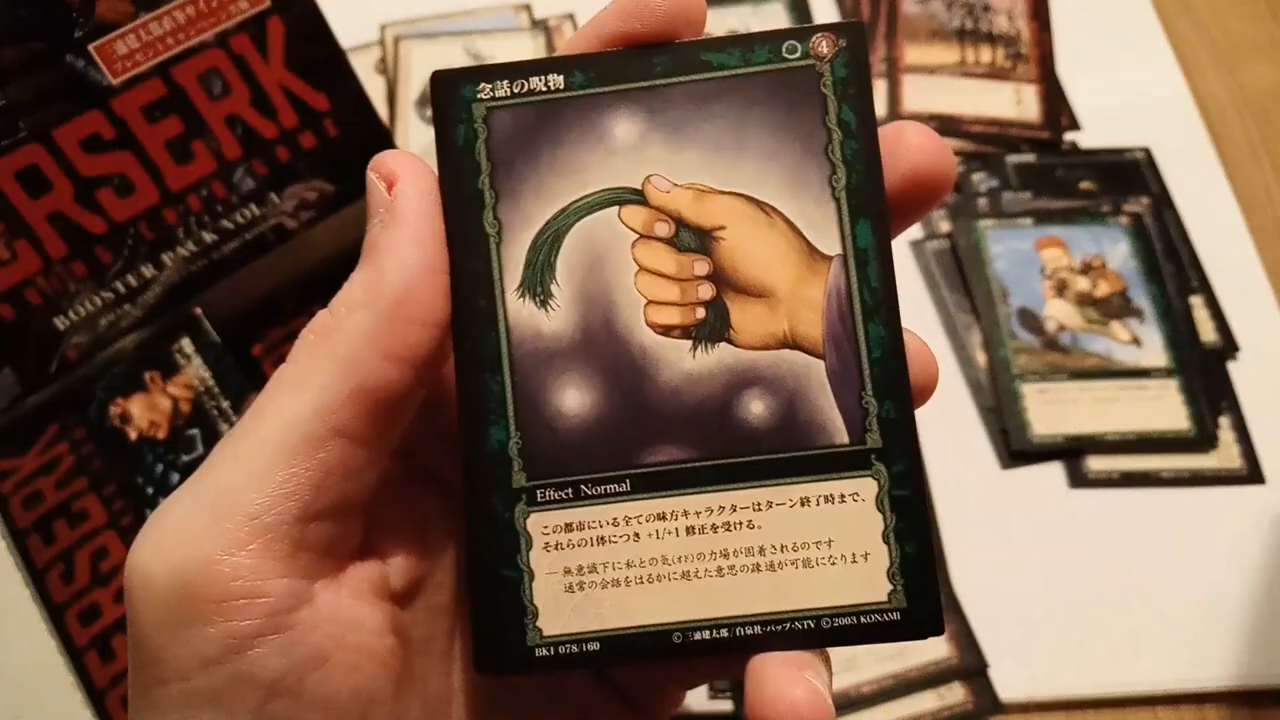 三浦建太郎直筆サイン
プレゼントキャンペーン実施!
ERSERK
BOOSTER PACK VOL.1
BERSERK
念話の呪物
4
Effect Normal
この都市にいる全ての味方キャラクターはターン終了時まで、
それらの1体につき +1/+1 修正を受ける。
― 無意識下に私との気(オド)の力場が固着されるのです
通常の会話をはるかに超えた意思の疎通が可能になります
© 三浦建太郎/白泉社・バップ・NTV © 2003 KONAMI
BK1 078/160